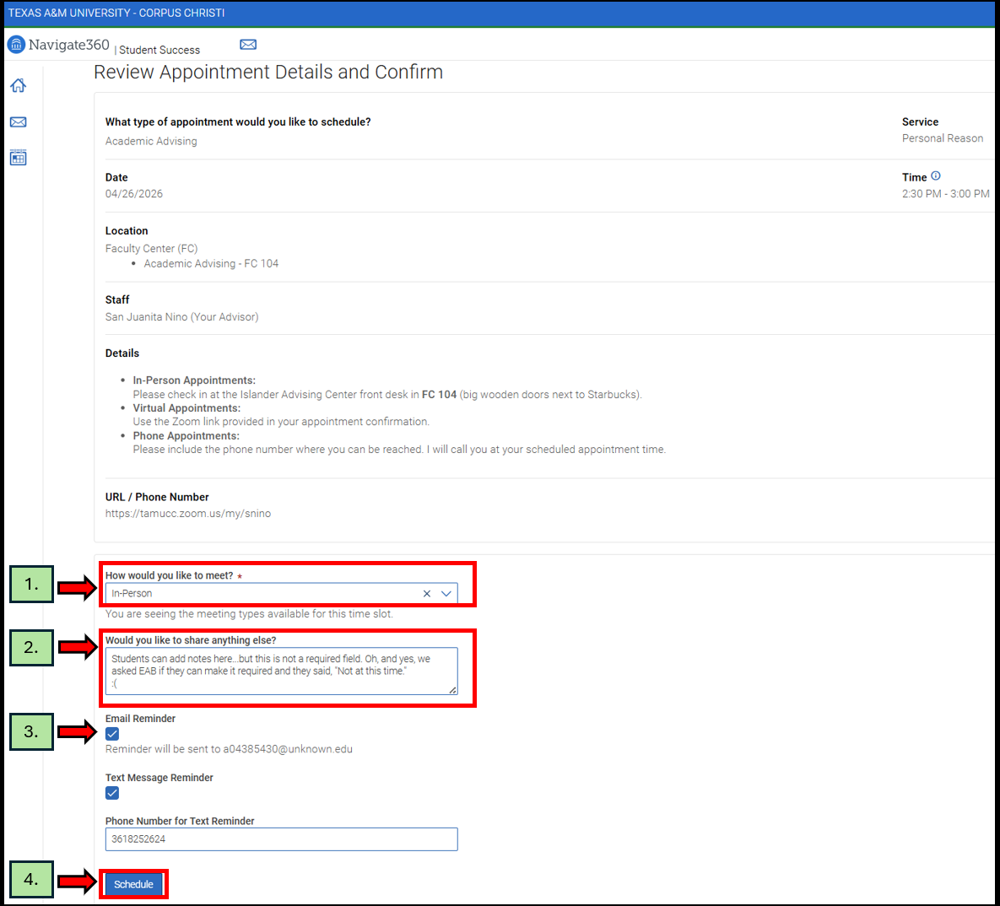 TEXAS A&M UNIVERSITY - CORPUS CHRISTI
Navigate360 | Student Success
Review Appointment Details and Confirm
What type of appointment would you like to schedule?
Academic Advising
Service
Personal Reason
Date
04/26/2026
Time
2:30 PM - 3:00 PM
Location
Faculty Center (FC)
• Academic Advising - FC 104
Staff
San Juanita Nino (Your Advisor)
Details
• In-Person Appointments:
Please check in at the Islander Advising Center front desk in FC 104 (big wooden doors next to Starbucks).
• Virtual Appointments:
Use the Zoom link provided in your appointment confirmation.
• Phone Appointments:
Please include the phone number where you can be reached. I will call you at your scheduled appointment time.
URL / Phone Number
https://tamucc.zoom.us/my/snino
1.
How would you like to meet? *
In-Person
You are seeing the meeting types available for this time slot.
2.
Would you like to share anything else?
Students can add notes here...but this is not a required field. Oh, and yes, we
asked EAB if they can make it required and they said, "Not at this time."
:(
3.
Email Reminder
Reminder will be sent to a04385430@unknown.edu
Text Message Reminder
Phone Number for Text Reminder
3618252624
4.
Schedule